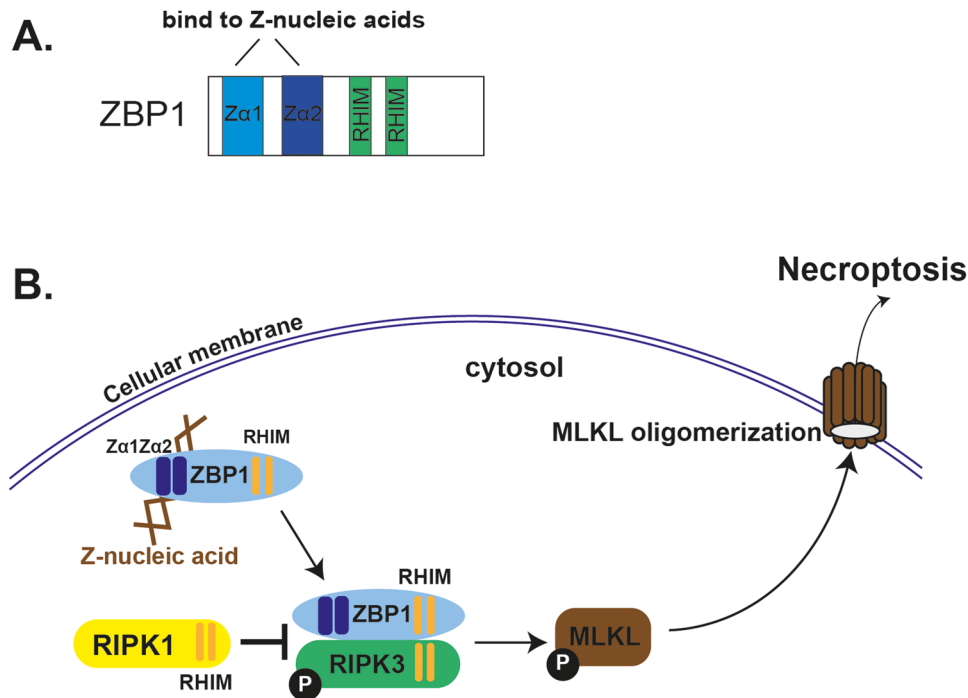 A.
bind to Z-nucleic acids
ZBP1
Zα1
Zα2
RHIM
RHIM
B.
Necroptosis
Cellular membrane
cytosol
MLKL oligomerization
Zα1Zα2
RHIM
ZBP1
Z-nucleic acid
RHIM
ZBP1
RIPK1
RHIM
RIPK3
P
MLKL
P